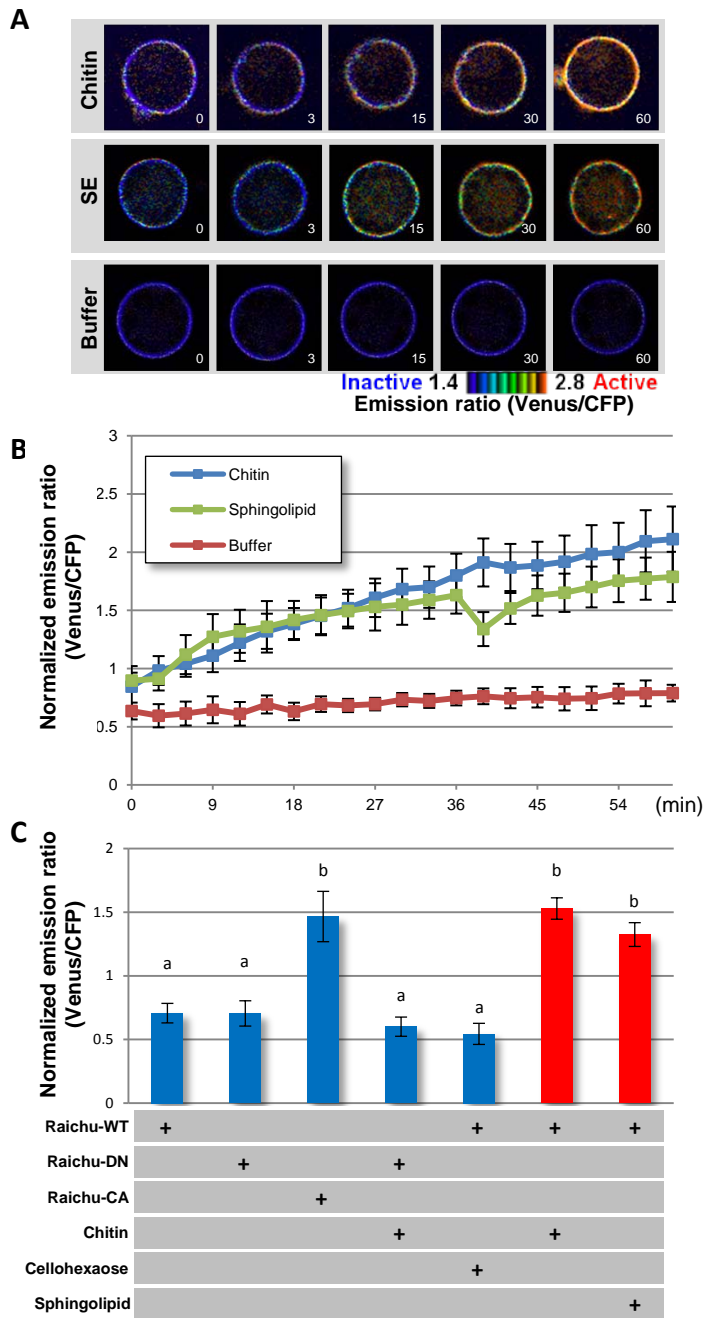 A
Chitin
0 3 15 30 60
SE
0 3 15 30 60
Buffer
0 3 15 30 60
Inactive 1.4 2.8 Active
Emission ratio (Venus/CFP)
B
Normalized emission ratio
(Venus/CFP)
3
2.5
2
1.5
1
0.5
0
Chitin
Sphingolipid
Buffer
0 9 18 27 36 45 54 (min)
C
Normalized emission ratio
(Venus/CFP)
2
1.5
1
0.5
0
a a b a a b b
Raichu-WT + + + +
Raichu-DN + +
Raichu-CA +
Chitin + +
Cellohexaose +
Sphingolipid +